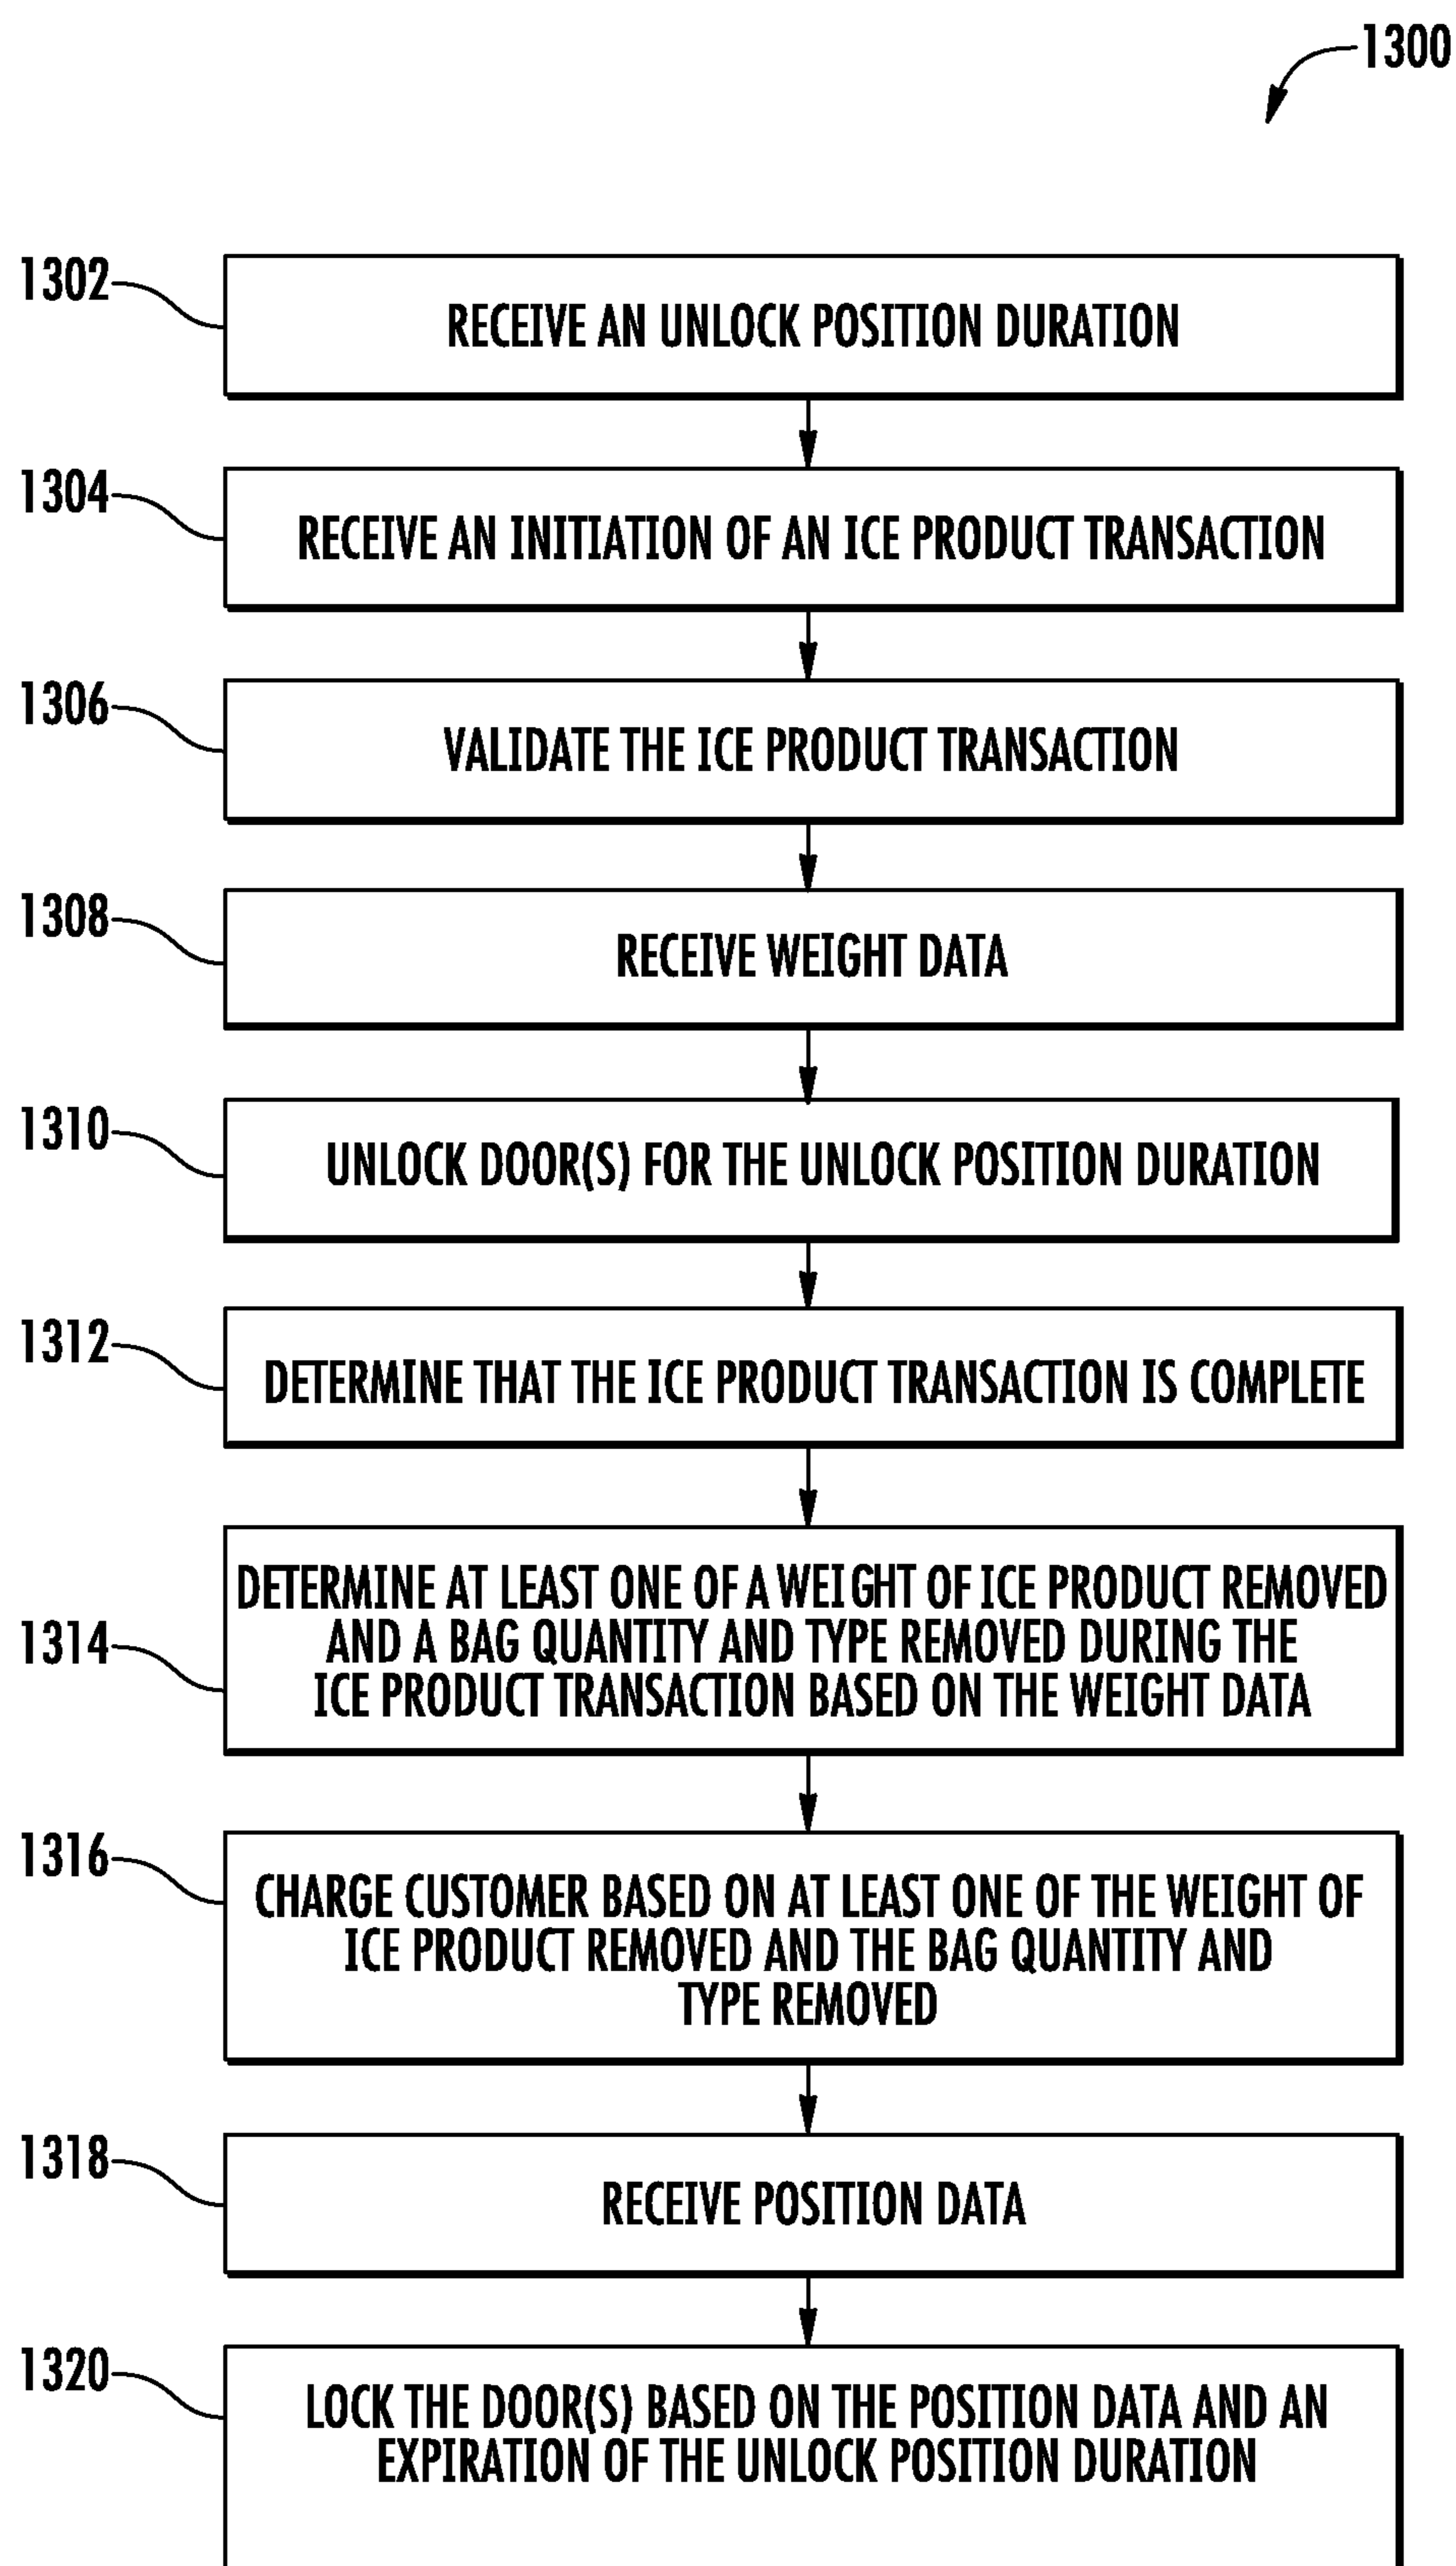 1300
1302
RECEIVE AN UNLOCK POSITION DURATION
1304
RECEIVE AN INITIATION OF AN ICE PRODUCT TRANSACTION
1306
VALIDATE THE ICE PRODUCT TRANSACTION
1308
RECEIVE WEIGHT DATA
1310
UNLOCK DOOR(S) FOR THE UNLOCK POSITION DURATION
1312
DETERMINE THAT THE ICE PRODUCT TRANSACTION IS COMPLETE
1314
DETERMINE AT LEAST ONE OF A WEIGHT OF ICE PRODUCT REMOVED
AND A BAG QUANTITY AND TYPE REMOVED DURING THE
ICE PRODUCT TRANSACTION BASED ON THE WEIGHT DATA
1316
CHARGE CUSTOMER BASED ON AT LEAST ONE OF THE WEIGHT OF
ICE PRODUCT REMOVED AND THE BAG QUANTITY AND
TYPE REMOVED
1318
RECEIVE POSITION DATA
1320
LOCK THE DOOR(S) BASED ON THE POSITION DATA AND AN
EXPIRATION OF THE UNLOCK POSITION DURATION